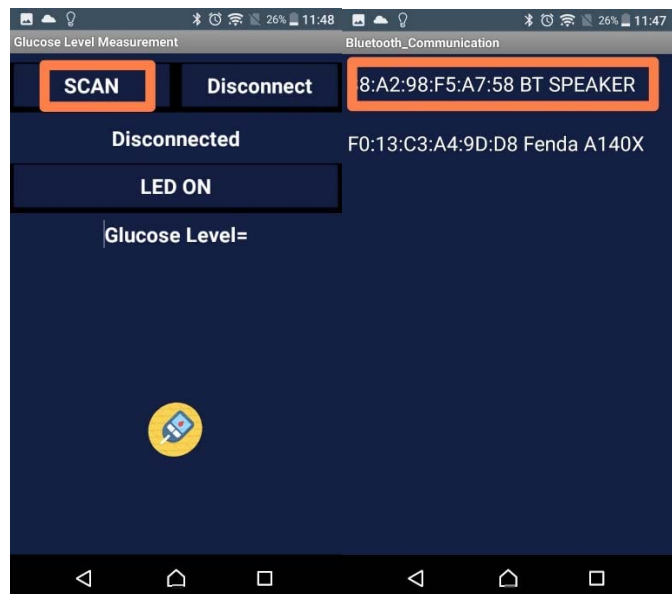 26% 11:48
Glucose Level Measurement
SCAN Disconnect
Disconnected
LED ON
Glucose Level=
26% 11:47
Bluetooth_Communication
8:A2:98:F5:A7:58 BT SPEAKER
F0:13:C3:A4:9D:D8 Fenda A140X